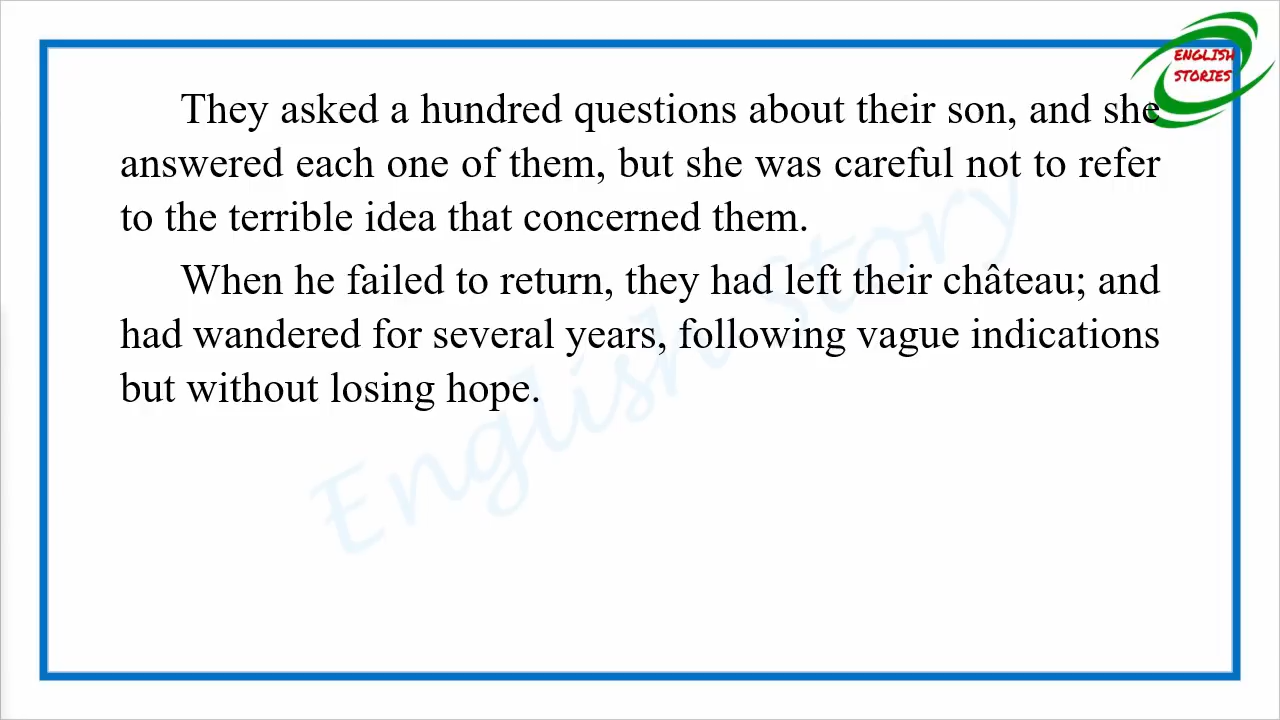 ENGLISH
STORIES
They asked a hundred questions about their son, and she
answered each one of them, but she was careful not to refer
to the terrible idea that concerned them.
When he failed to return, they had left their château; and
had wandered for several years, following vague indications
but without losing hope.
English Story